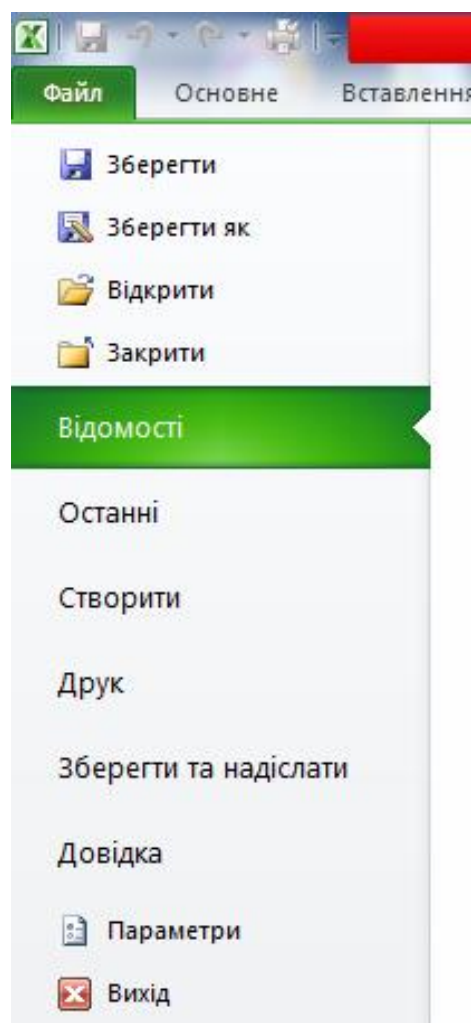 Файл Основне Вставлення
Зберегти
Зберегти як
Відкрити
Закрити
Відомості
Останні
Створити
Друк
Зберегти та надіслати
Довідка
Параметри
Вихід